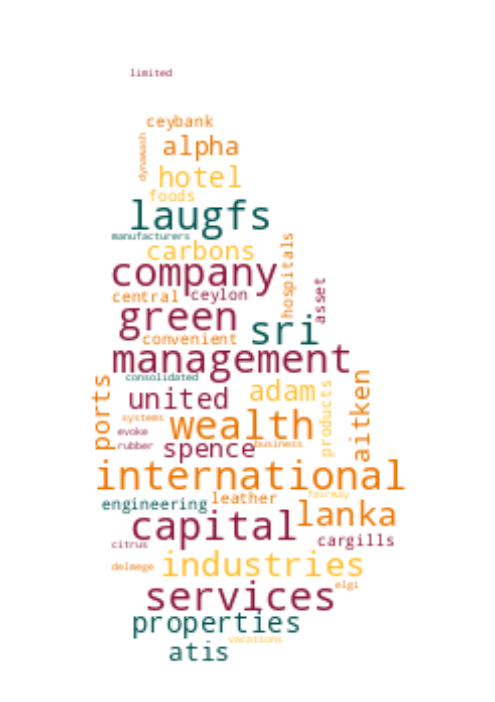 limited
ceybank
dynawash
alpha
hotel
foods
laugfs
manufacturers
carbons
hospitals
company
asset
central
ceylon
green
sri
convenient
management
consolidated
ports
united
adam
products
aitken
systems
wealth
evoke
rubber
spence
business
international
leather
fairway
engineering
lanka
capital
citrus
cargills
delmege
industries
elgi
services
properties
vacations
atis